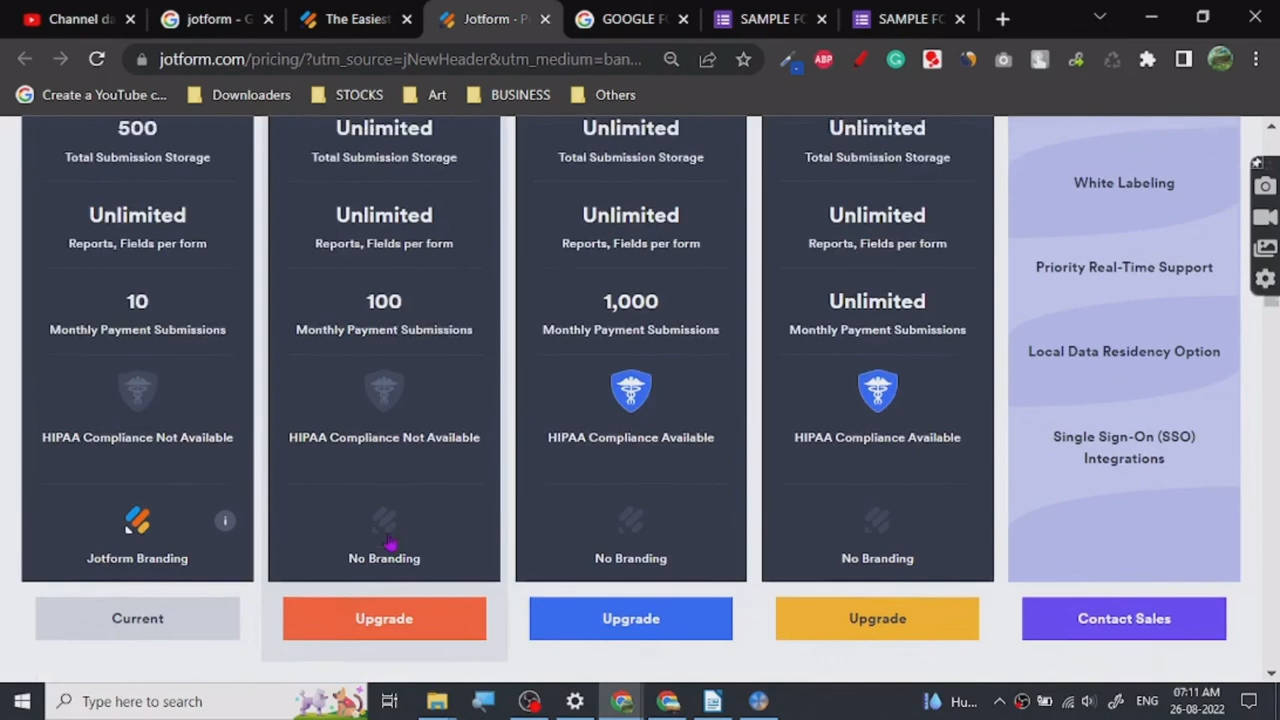 Channel da
jotform - G
The Easiest
Jotform · P
GOOGLE F
SAMPLE FC
SAMPLE FC
jotform.com/pricing/?utm_source=jNewHeader&utm_medium=ban...
ABP
Create a YouTube c...
Downloaders
STOCKS
Art
BUSINESS
Others
500
Total Submission Storage
Unlimited
Reports, Fields per form
10
Monthly Payment Submissions
HIPAA Compliance Not Available
Jotform Branding
Current
Unlimited
Total Submission Storage
Unlimited
Reports, Fields per form
100
Monthly Payment Submissions
HIPAA Compliance Not Available
No Branding
Upgrade
Unlimited
Total Submission Storage
Unlimited
Reports, Fields per form
1,000
Monthly Payment Submissions
HIPAA Compliance Available
No Branding
Upgrade
Unlimited
Total Submission Storage
Unlimited
Reports, Fields per form
Unlimited
Monthly Payment Submissions
HIPAA Compliance Available
No Branding
Upgrade
White Labeling
Priority Real-Time Support
Local Data Residency Option
Single Sign-On (SSO)
Integrations
Contact Sales
Type here to search
Hu...
ENG
07:11 AM
26-08-2022